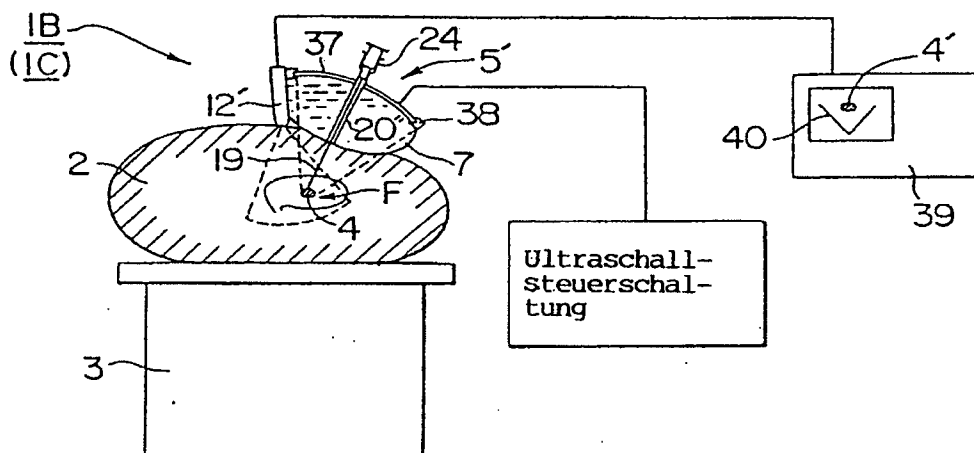 1B
(1C)
37
24
5'
4'
12'
38
20
40
2
19
7
F
4
39
Ultraschall-
steuerschal-
tung
3